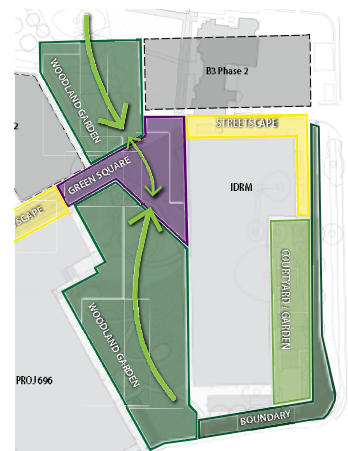 WOODLAND GARDEN
B3 Phase 2
2
STREETSCAPE
GREEN SQUARE
IDRM
SCAPE
COURTYARD / GARDEN
WOODLAND GARDEN
PROJ696
BOUNDARY